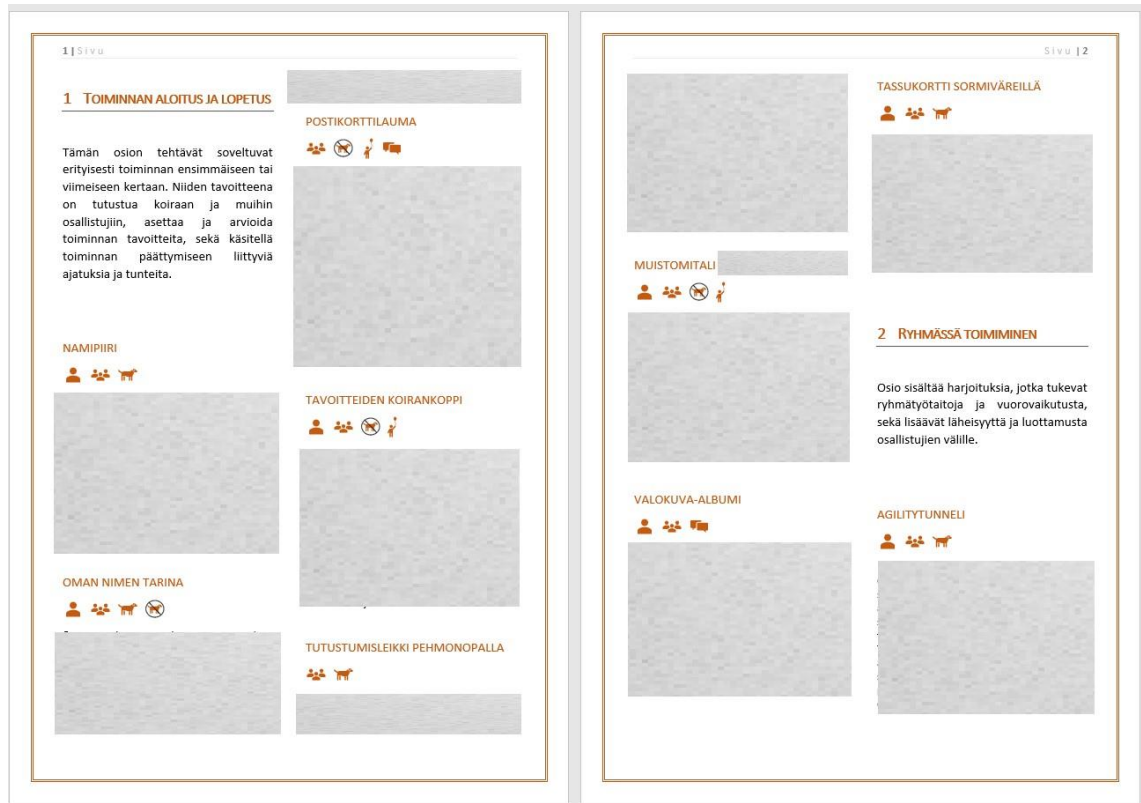 1 | Sivu
1 TOIMINNAN ALOITUS JA LOPETUS
Tämän osion tehtävät soveltuvat
erityisesti toiminnan ensimmäiseen tai
viimeiseen kertaan. Niiden tavoitteena
on tutustua koiraan ja muihin
osallistujiin, asettaa ja arvioida
toiminnan tavoitteita, sekä käsitellä
toiminnan päättymiseen liittyviä
ajatuksia ja tunteita.
NAMIPIIRI
OMAN NIMEN TARINA
POSTIKORTTILAUMA
TAVOITTEIDEN KOIRANKOPPI
TUTUSTUMISLEIKKI PEHMONOPALLA
Sivu | 2
MUISTOMITALI
VALOKUVA-ALBUMI
TASSUKORTTI SORMIVÄREILLÄ
2 RYHMÄSSÄ TOIMIMINEN
Osio sisältää harjoituksia, jotka tukevat
ryhmätyötaitoja ja vuorovaikutusta,
sekä lisäävät läheisyyttä ja luottamusta
osallistujien välille.
AGILITYTUNNELI